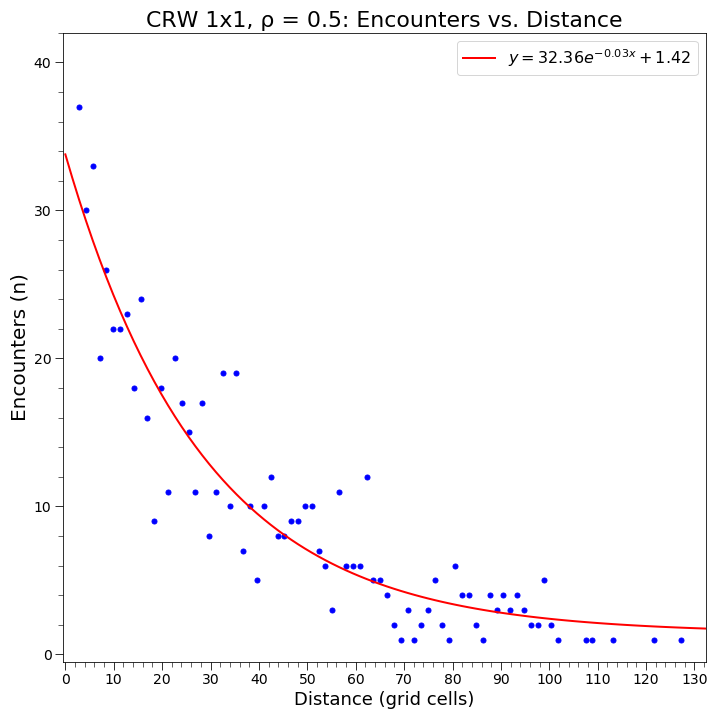 CRW 1x1, ρ = 0.5: Encounters vs. Distance
y = 32.36e^{-0.03x} + 1.42
Encounters (n)
40
30
20
10
0
0 10 20 30 40 50 60 70 80 90 100 110 120 130
Distance (grid cells)